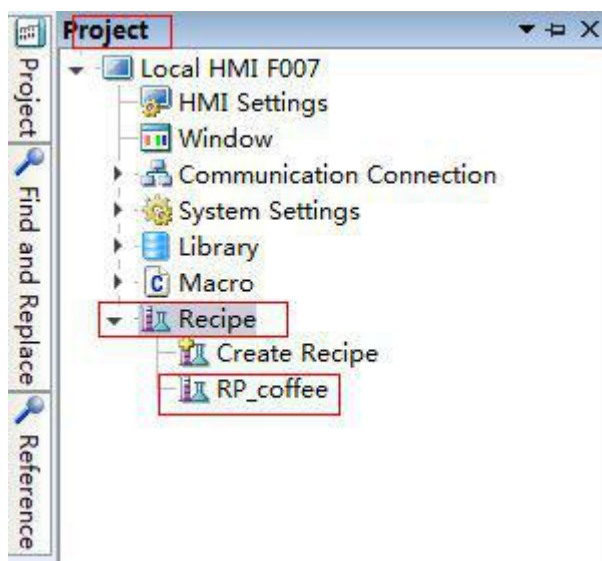 Project
Local HMI F007
HMI Settings
Window
Communication Connection
System Settings
Library
C Macro
Recipe
Create Recipe
RP_coffee
Project
Find and Replace
Reference